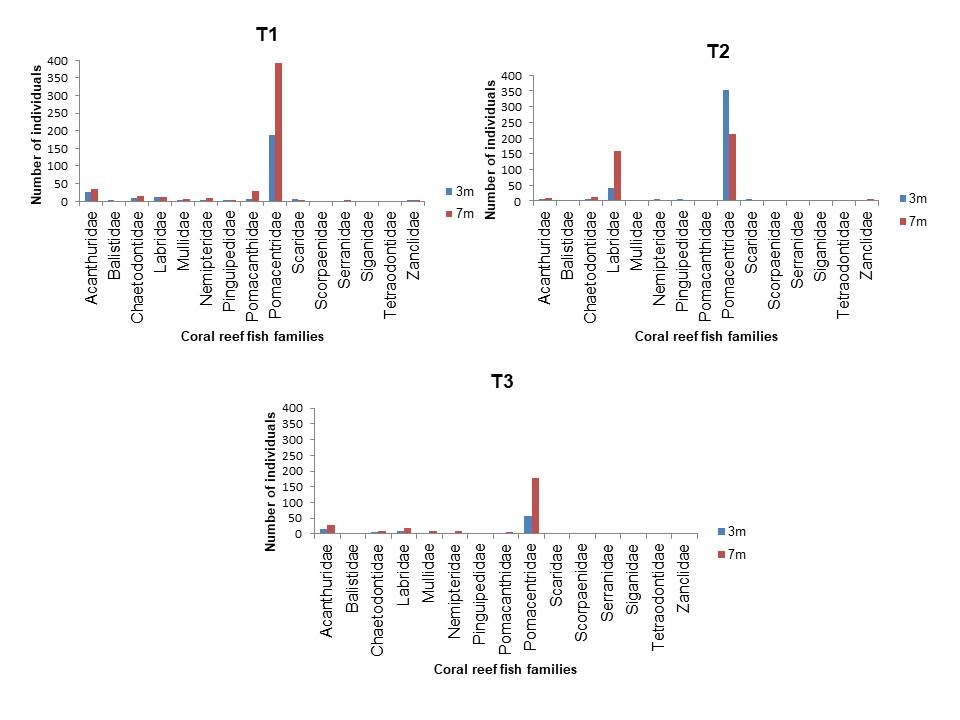 T1
Number of individuals
400
350
300
250
200
150
100
50
0
Acanthuridae
Balistidae
Chaetodontidae
Labridae
Mullidae
Nemipteridae
Pinguipedidae
Pomacanthidae
Pomacentridae
Scaridae
Scorpaenidae
Serranidae
Siganidae
Tetraodontidae
Zanclidae
Coral reef fish families
3m
7m
T2
Number of individuals
400
350
300
250
200
150
100
50
0
Acanthuridae
Balistidae
Chaetodontidae
Labridae
Mullidae
Nemipteridae
Pinguipedidae
Pomacanthidae
Pomacentridae
Scaridae
Scorpaenidae
Serranidae
Siganidae
Tetraodontidae
Zanclidae
Coral reef fish families
3m
7m
T3
Number of individuals
400
350
300
250
200
150
100
50
0
Acanthuridae
Balistidae
Chaetodontidae
Labridae
Mullidae
Nemipteridae
Pinguipedidae
Pomacanthidae
Pomacentridae
Scaridae
Scorpaenidae
Serranidae
Siganidae
Tetraodontidae
Zanclidae
Coral reef fish families
3m
7m